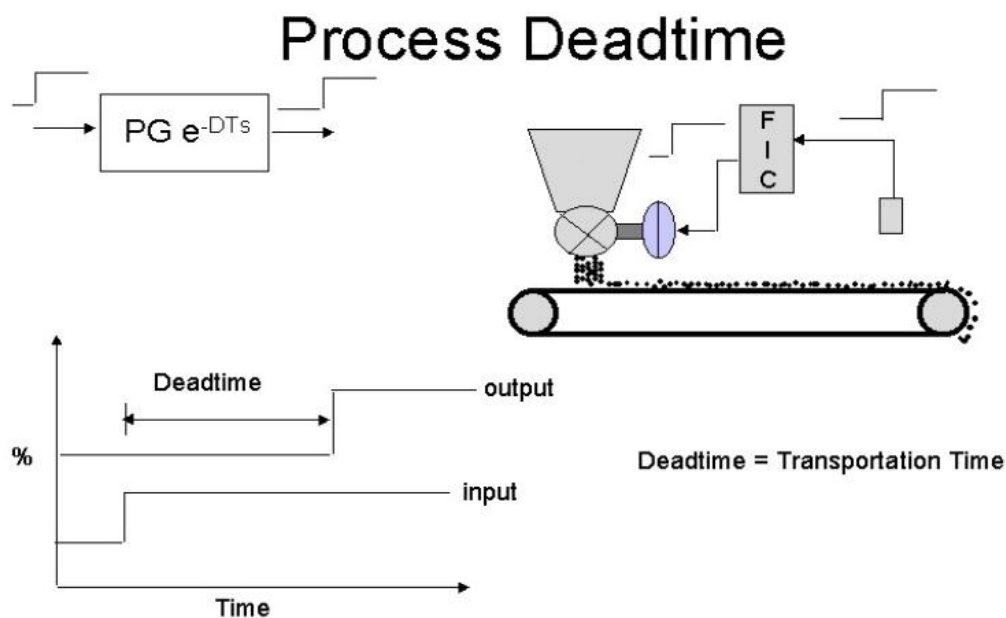 Process Deadtime
PG e-DTs
F
I
C
Deadtime
output
%
input
Deadtime = Transportation Time
Time